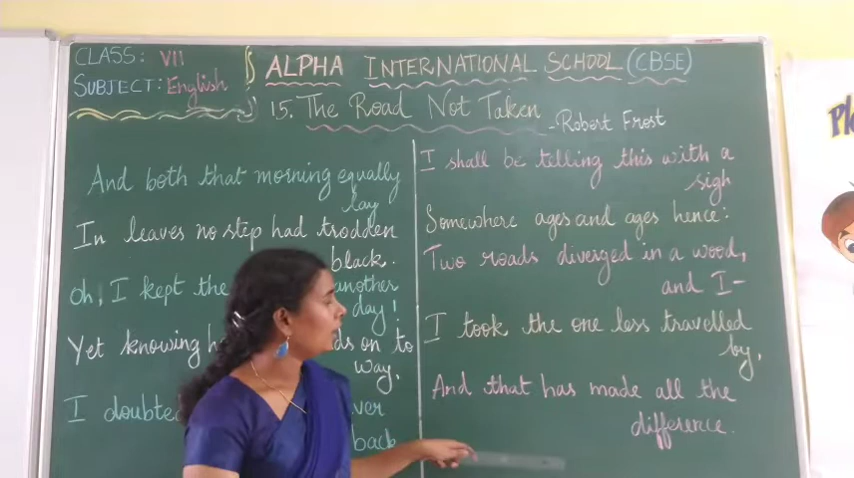 CLASS: VII
SUBJECT: English
ALPHA INTERNATIONAL SCHOOL (CBSE)
15. The Road Not Taken
-Robert Frost
And both that morning equally
lay
In leaves no step had trodden
black.
Oh, I kept the another
day!
Yet knowing on to
way,
I doubted
back
I shall be telling this with a
sigh
Somewhere ages and ages hence:
Two roads diverged in a wood,
and I-
I took the one less travelled
by,
And that has made all the
difference.